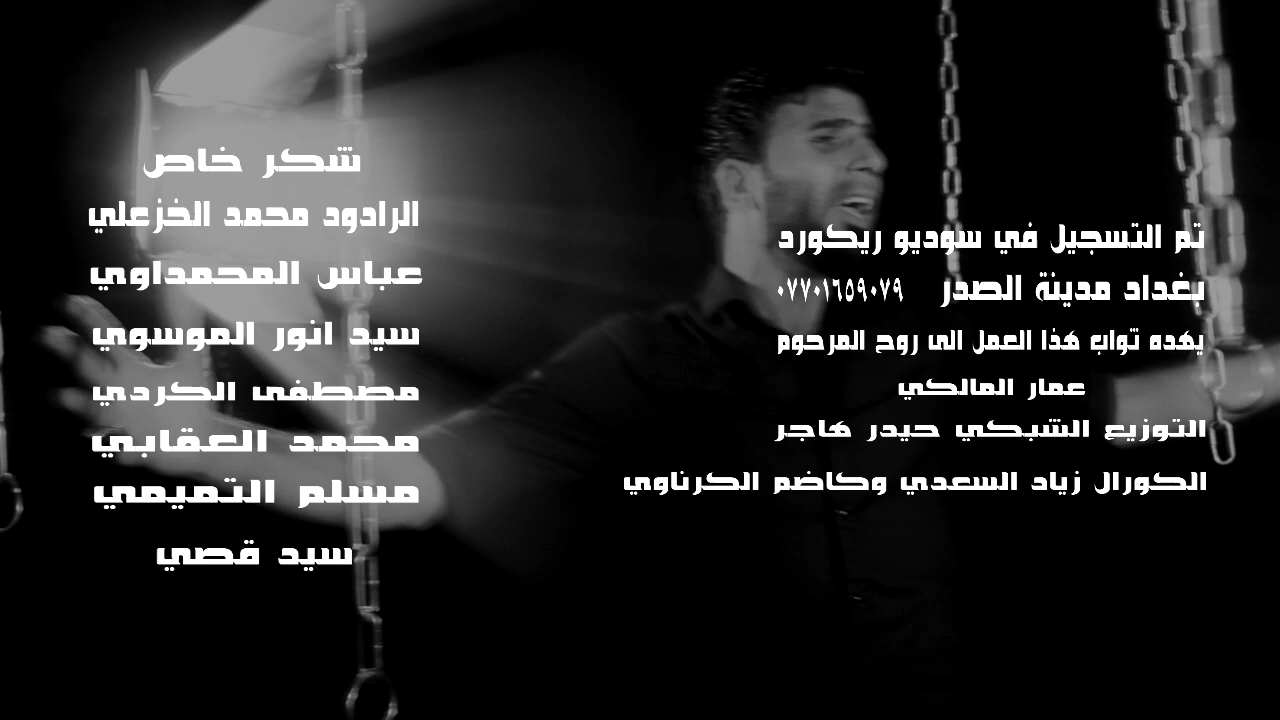 تم التسجيل في سوديو ريكورد
بغداد مدينة الصدر ٠٧٧٠١٦٥٩٠٧٩
يهده ثواب هذا العمل الى روح المرحوم
عمار المالكي
التوزيع الشبكي حيدر هاجر
الكورال زياد السعدي وكاضم الكرناوي
شكر خاص
الرادود محمد الخزعلي
عباس المحمداوي
سيد انور الموسوي
مصطفى الكردي
محمد العقابي
مسلم التميمي
سيد قصي